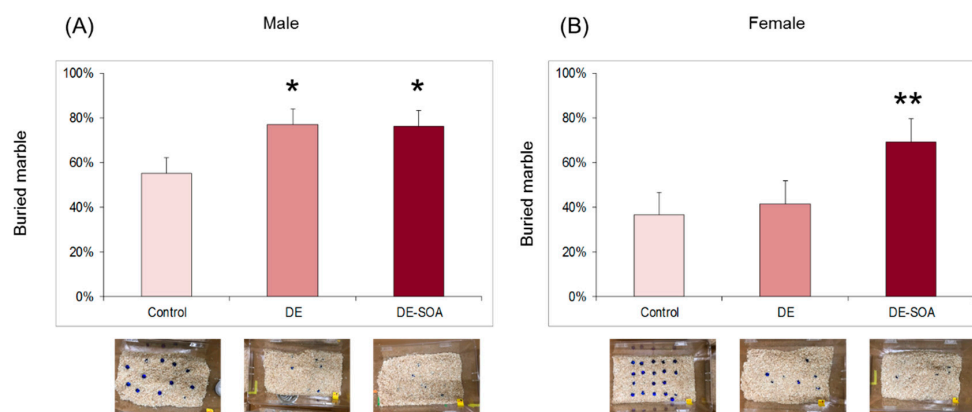 (A)
Male
Buried marble
100%
80%
60%
40%
20%
0%
*
*
Control
DE
DE-SOA
(B)
Female
Buried marble
100%
80%
60%
40%
20%
0%
**
Control
DE
DE-SOA